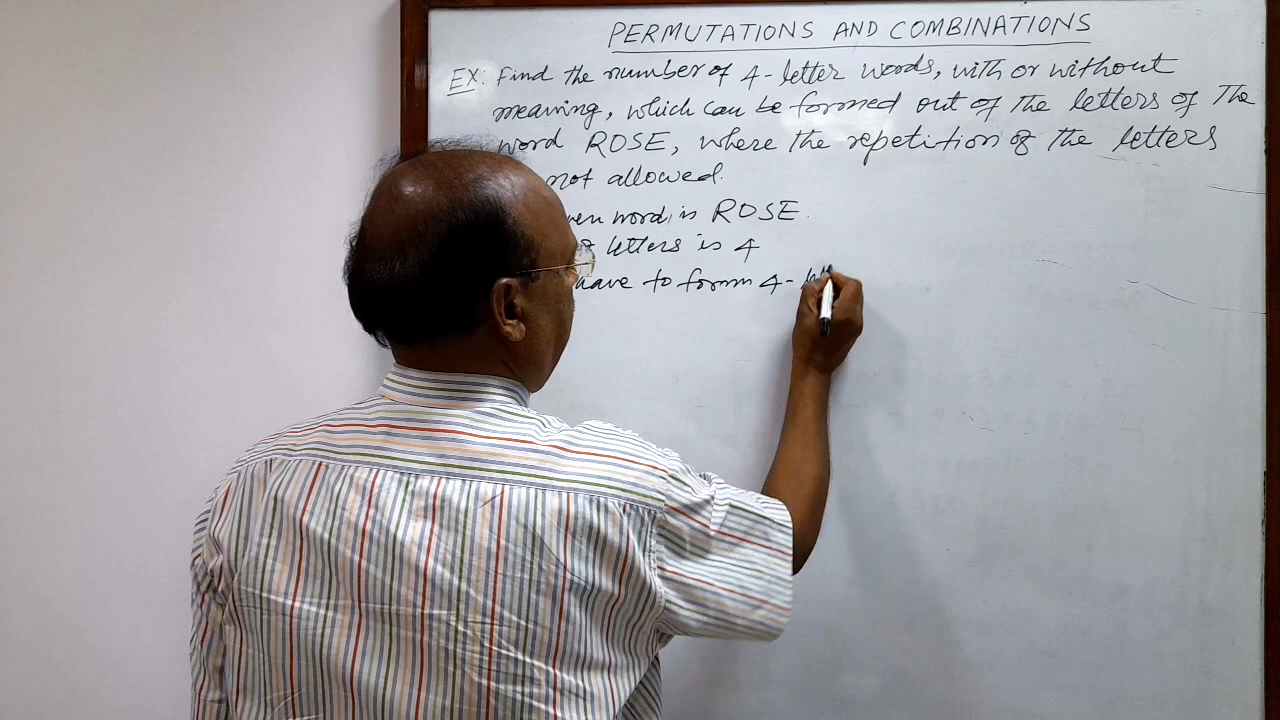 PERMUTATIONS AND COMBINATIONS
EX: Find the number of 4-letter words, with or without
meaning, which can be formed out of the letters of the
word ROSE, where the repetition of the letters
not allowed.
word is ROSE.
letters is 4
have to form 4-